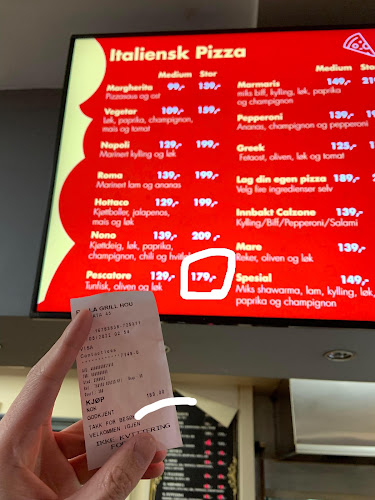 Italiensk Pizza
Medium Stor
Margherita 99,- 139,-
Pizzasaus og ost
Vegetar 109,- 159,-
Løk, paprika, champignon,
mais og tomat
Napoli 129,- 199,-
Marinert kylling og løk
Roma 139,- 199,-
Marinert lam og ananas
Hottaco 129,- 199,-
Kjøttboller, jalapenos,
mais og løk
Nono 139,- 209,-
Kjøttdeig, løk, paprika,
champignon, chili og
Pescatore 129,- 179,-
Tunfisk, oliven og løk
Medium
Marmaris 149,-
miks biff, kylling, løk, paprika
og champignon
Pepperoni 139,-
Ananas, champignon og pepperoni
Greek 125,-
Fetaost, oliven, løk og tomat
Lag din egen pizza 189,-
Velg fire ingredienser selv
Innbakt Calzone 139,-
Kylling/Biff/Pepperoni/Salami
Mare 139,-
Reker, oliven og løk
Spesial 149,-
Miks shawarma, lam, kylling, løk,
paprika og champignon
GRILL
VISA
Contactless
KJØP
NOK
GODKJENT
TAKK FOR
VELKOMMEN IGJEN
IKKE KVITTERING